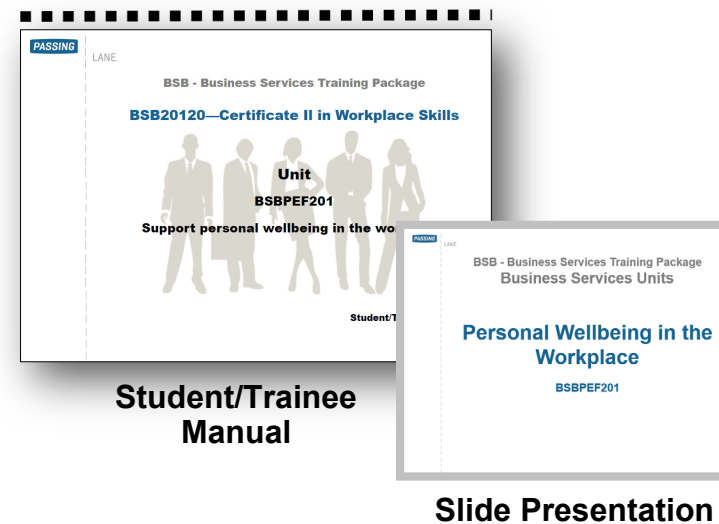 PASSING
LANE
BSB - Business Services Training Package
BSB20120—Certificate II in Workplace Skills
Unit
BSBPEF201
Support personal wellbeing in the wo
Student/T
Student/Trainee
Manual
PASSING
LANE
BSB - Business Services Training Package
Business Services Units
Personal Wellbeing in the
Workplace
BSBPEF201
Slide Presentation